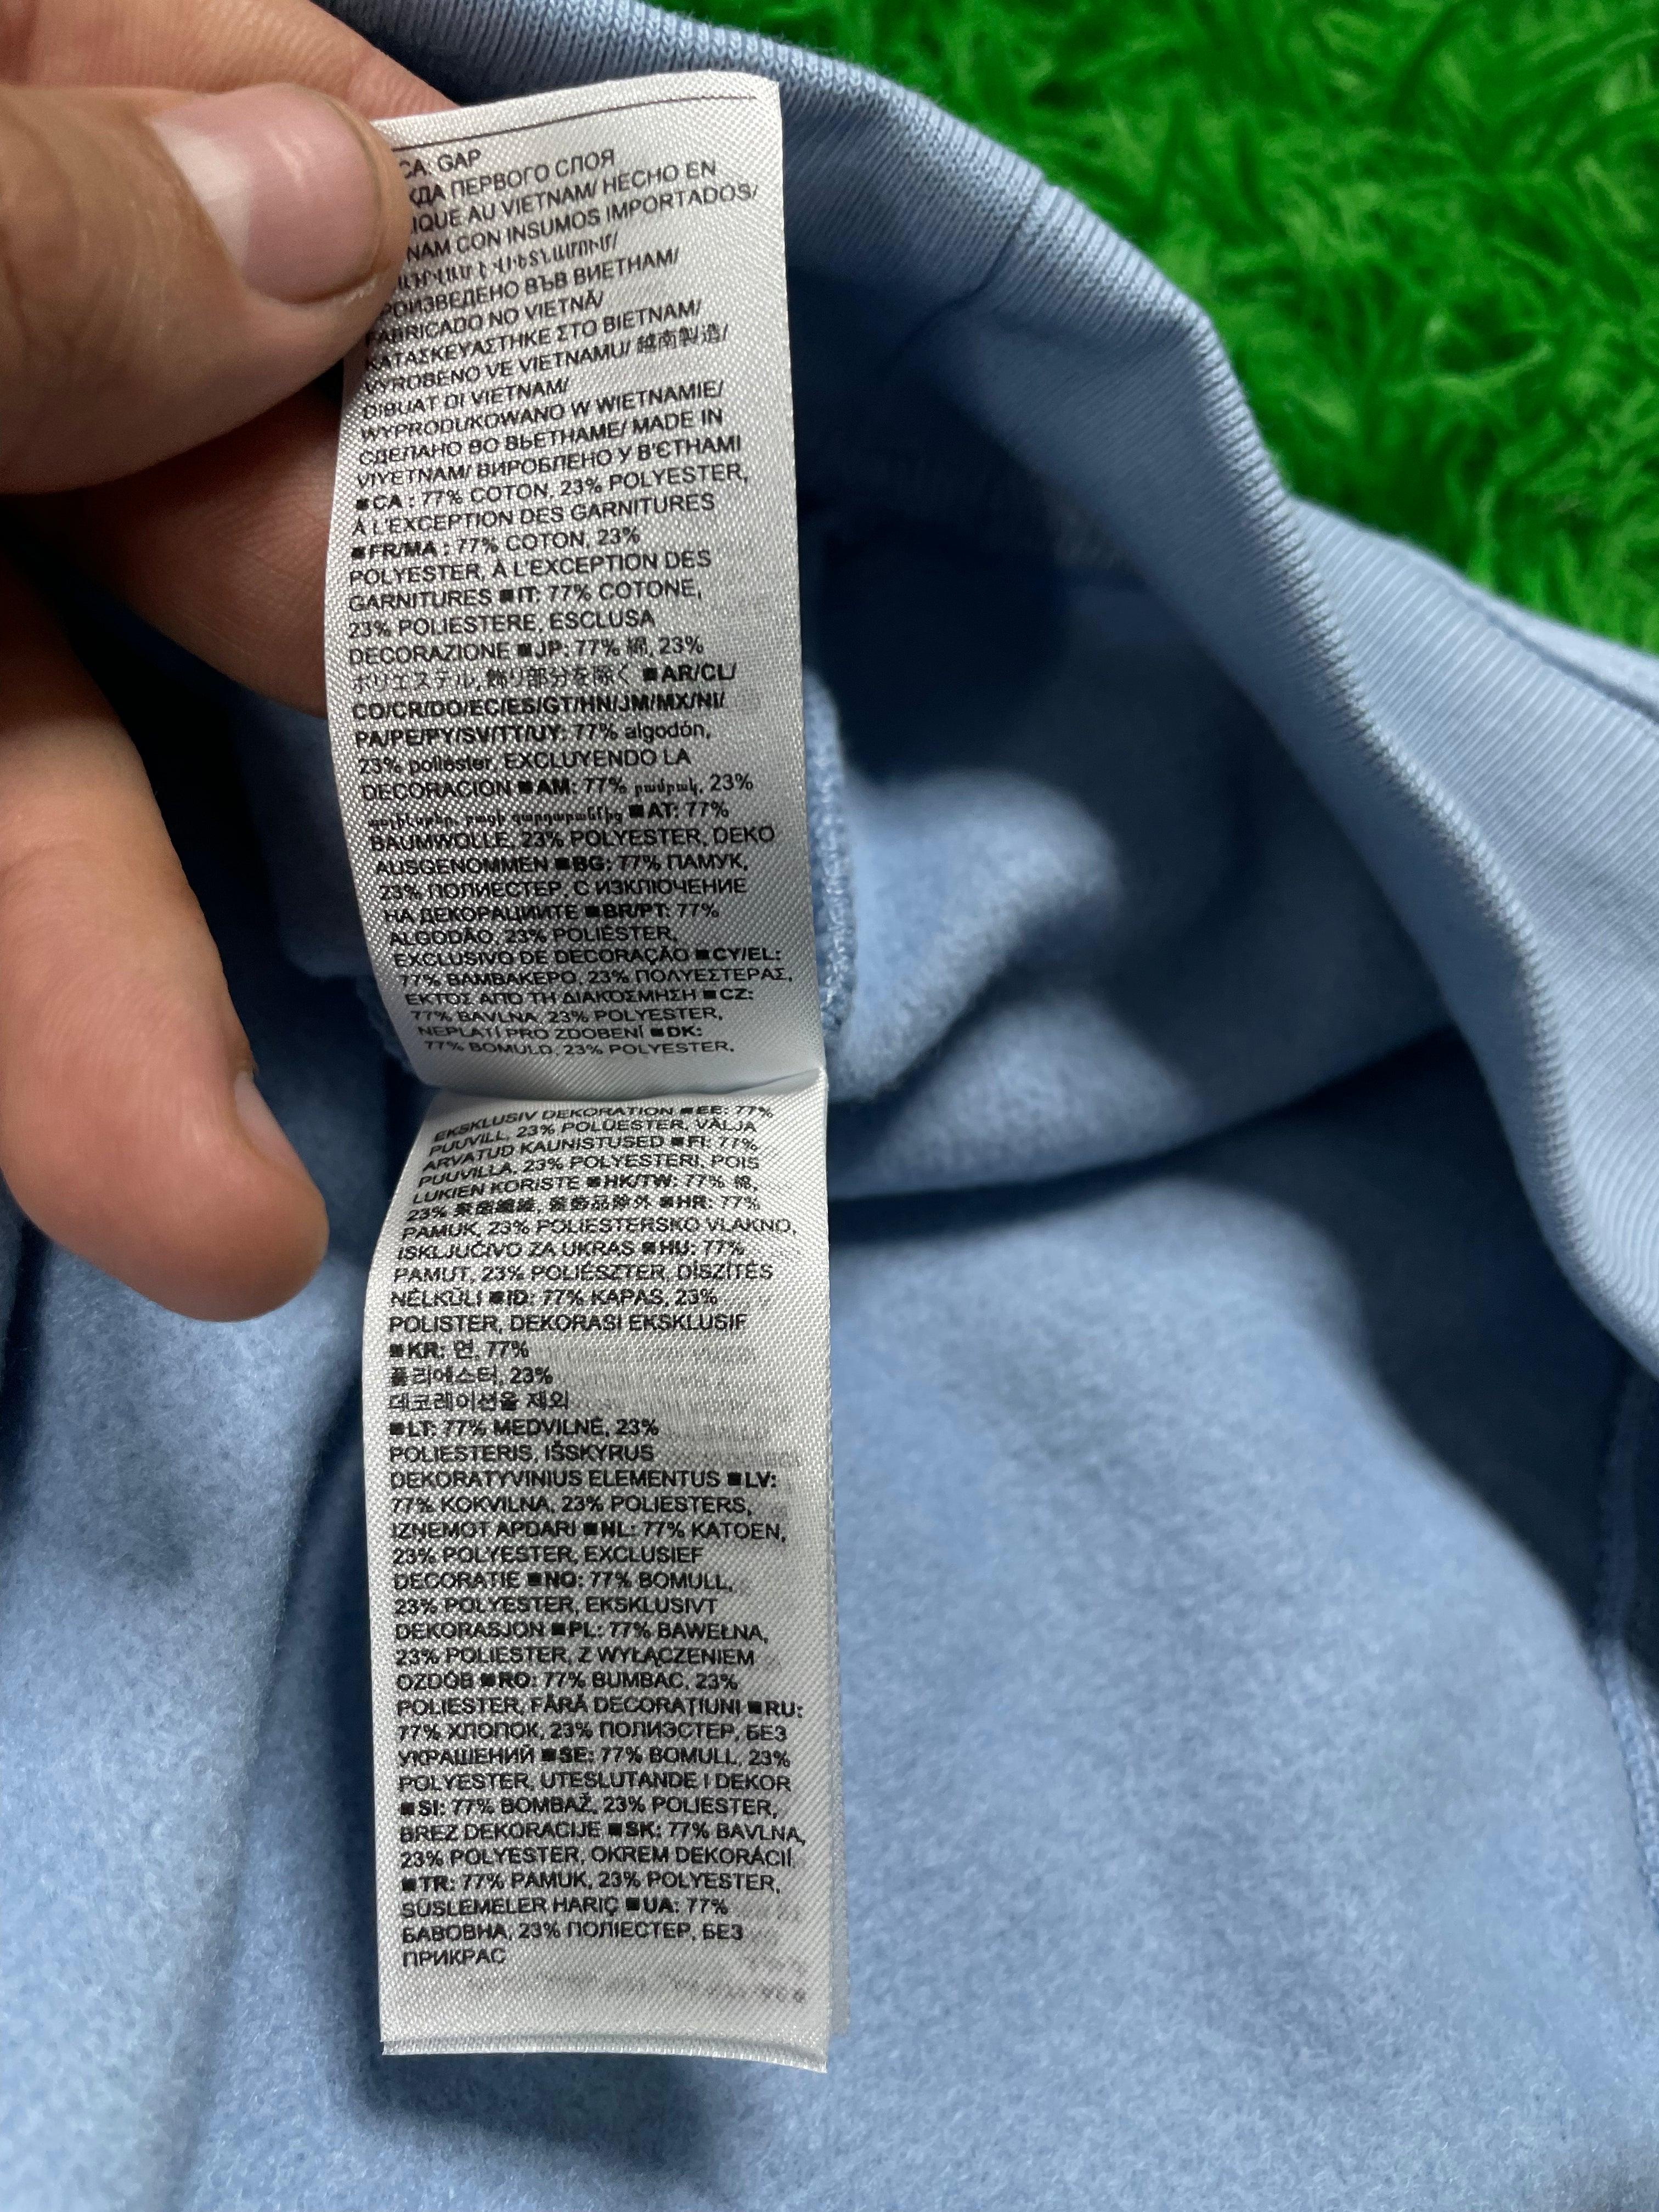 CA: GAP
ЖДА ПЕРВОГО СЛОЯ
IQUE AU VIETNAM/ HECHO EN
NAM CON INSUMOS IMPORTADOS/
ՎԻԵՏՆԱՄՈՒՄ/
РОИЗВЕДЕНО ВЪВ ВИЕТНАМ/
FABRICADO NO VIETNÃ/
ΚΑΤΑΣΚΕΥΑΣΤΗΚΕ ΣΤΟ ΒΙΕΤΝΑΜ/
VYROBENO VE VIETNAMU/ 越南製造/
DIBUAT DI VIETNAM/
WYPRODUKOWANO W WIETNAMIE/
СДЕЛАНО ВО ВЬЕТНАМЕ/ MADE IN
VIYETNAM/ ВИРОБЛЕНО У В'ЄТНАМІ
■CA : 77% COTON, 23% POLYESTER,
À L'EXCEPTION DES GARNITURES
■FR/MA : 77% COTON, 23%
POLYESTER, À L'EXCEPTION DES
GARNITURES ■IT: 77% COTONE,
23% POLIESTERE, ESCLUSA
DECORAZIONE ■JP: 77% 綿, 23%
ポリエステル, 飾り部分を除く ■AR/CL/
CO/CR/DO/EC/ES/GT/HN/JM/MX/NI/
PA/PE/PY/SV/TT/UY: 77% algodón,
23% poliéster, EXCLUYENDO LA
DECORACIÓN ■AM: 77% բամբակ, 23%
պոլիէսթեր, բացի զարդարանքից ■AT: 77%
BAUMWOLLE, 23% POLYESTER, DEKO
AUSGENOMMEN ■BG: 77% ПАМУК,
23% ПОЛИЕСТЕР, С ИЗКЛЮЧЕНИЕ
НА ДЕКОРАЦИИТЕ ■BR/PT: 77%
ALGODÃO, 23% POLIÉSTER,
EXCLUSIVO DE DECORAÇÃO ■CY/EL:
77% ΒΑΜΒΑΚΕΡΟ, 23% ΠΟΛΥΕΣΤΕΡΑΣ,
ΕΚΤΟΣ ΑΠΟ ΤΗ ΔΙΑΚΟΣΜΗΣΗ ■CZ:
77% BAVLNA, 23% POLYESTER,
NEPLATÍ PRO ZDOBENÍ ■DK:
77% BOMULD, 23% POLYESTER,
EKSKLUSIV DEKORATION ■EE: 77%
PUUVILL, 23% POLÜESTER, VÄLJA
ARVATUD KAUNISTUSED ■FI: 77%
PUUVILLA, 23% POLYESTERI, POIS
LUKIEN KORISTE ■HK/TW: 77% 棉,
23% 聚酯纖維, 裝飾品除外 ■HR: 77%
PAMUK, 23% POLIESTERSKO VLAKNO,
ISKLJUČIVO ZA UKRAS ■HU: 77%
PAMUT, 23% POLIÉSZTER, DÍSZÍTÉS
NÉLKÜLI ■ID: 77% KAPAS, 23%
POLISTER, DEKORASI EKSKLUSIF
■KR: 면, 77%
폴리에스터, 23%
데코레이션을 제외
■LT: 77% MEDVILNĖ, 23%
POLIESTERIS, IŠSKYRUS
DEKORATYVINIUS ELEMENTUS ■LV:
77% KOKVILNA, 23% POLIESTERS,
IZŅEMOT APDARI ■NL: 77% KATOEN,
23% POLYESTER, EXCLUSIEF
DECORATIE ■NO: 77% BOMULL,
23% POLYESTER, EKSKLUSIVT
DEKORASJON ■PL: 77% BAWEŁNA,
23% POLIESTER, Z WYŁĄCZENIEM
OZDÓB ■RO: 77% BUMBAC, 23%
POLIESTER, FĂRĂ DECORAȚIUNI ■RU:
77% ХЛОПОК, 23% ПОЛИЭСТЕР, БЕЗ
УКРАШЕНИЙ ■SE: 77% BOMULL, 23%
POLYESTER, UTESLUTANDE I DEKOR
■SI: 77% BOMBAŽ, 23% POLIESTER,
BREZ DEKORACIJE ■SK: 77% BAVLNA,
23% POLYESTER, OKREM DEKORÁCIÍ
■TR: 77% PAMUK, 23% POLYESTER,
SÜSLEMELER HARİÇ ■UA: 77%
БАВОВНА, 23% ПОЛІЕСТЕР, БЕЗ
ПРИКРАС